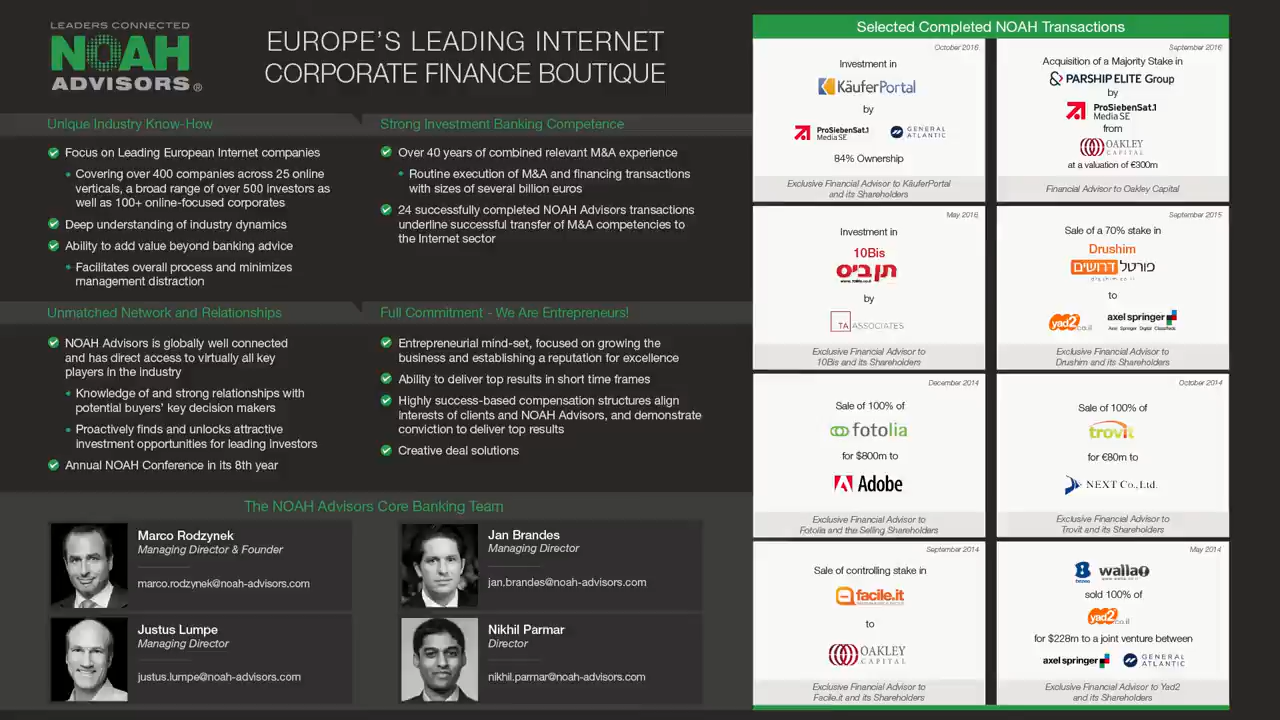 LEADERS CONNECTED
NOAH
ADVISORS®
EUROPE'S LEADING INTERNET
CORPORATE FINANCE BOUTIQUE
Unique Industry Know-How
Focus on Leading European Internet companies
Covering over 400 companies across 25 online
verticals, a broad range of over 500 investors as
well as 100+ online-focused corporates
Deep understanding of industry dynamics
Ability to add value beyond banking advice
Facilitates overall process and minimizes
management distraction
Strong Investment Banking Competence
Over 40 years of combined relevant M&A experience
Routine execution of M&A and financing transactions
with sizes of several billion euros
24 successfully completed NOAH Advisors transactions
underline successful transfer of M&A competencies to
the Internet sector
Unmatched Network and Relationships
NOAH Advisors is globally well connected
and has direct access to virtually all key
players in the industry
Knowledge of and strong relationships with
potential buyers' key decision makers
Proactively finds and unlocks attractive
investment opportunities for leading investors
Annual NOAH Conference in its 8th year
Full Commitment - We Are Entrepreneurs!
Entrepreneurial mind-set, focused on growing the
business and establishing a reputation for excellence
Ability to deliver top results in short time frames
Highly success-based compensation structures align
interests of clients and NOAH Advisors, and demonstrate
conviction to deliver top results
Creative deal solutions
The NOAH Advisors Core Banking Team
Marco Rodzynek
Managing Director & Founder
marco.rodzynek@noah-advisors.com
Jan Brandes
Managing Director
jan.brandes@noah-advisors.com
Justus Lumpe
Managing Director
justus.lumpe@noah-advisors.com
Nikhil Parmar
Director
nikhil.parmar@noah-advisors.com
Selected Completed NOAH Transactions
October 2016
Investment in
KäuferPortal
by
ProSiebenSat.1
Media SE
GENERAL
ATLANTIC
84% Ownership
Exclusive Financial Advisor to KäuferPortal
and its Shareholders
September 2016
Acquisition of a Majority Stake in
PARSHIP ELITE Group
by
ProSiebenSat.1
Media SE
from
OAKLEY
CAPITAL
at a valuation of €300m
Financial Advisor to Oakley Capital
May 2016
Investment in
10Bis
תן ביס
by
TA ASSOCIATES
Exclusive Financial Advisor to
10Bis and its Shareholders
September 2015
Sale of a 70% stake in
Drushim
פורטל דרושים
drushim.co.il
to
yad2.co.il
axel springer
Axel Springer Digital Classifieds
Exclusive Financial Advisor to
Drushim and its Shareholders
December 2014
Sale of 100% of
fotolia
for $800m to
Adobe
Exclusive Financial Advisor to
Fotolia and the Selling Shareholders
October 2014
Sale of 100% of
trovit
for €80m to
NEXT Co., Ltd.
Exclusive Financial Advisor to
Trovit and its Shareholders
September 2014
Sale of controlling stake in
facile.it
to
OAKLEY
CAPITAL
Exclusive Financial Advisor to
Facile.it and its Shareholders
May 2014
bezeq
walla!
www.walla.co.il
sold 100% of
yad2.co.il
for $228m to a joint venture between
axel springer
GENERAL
ATLANTIC
Exclusive Financial Advisor to Yad2
and its Shareholders